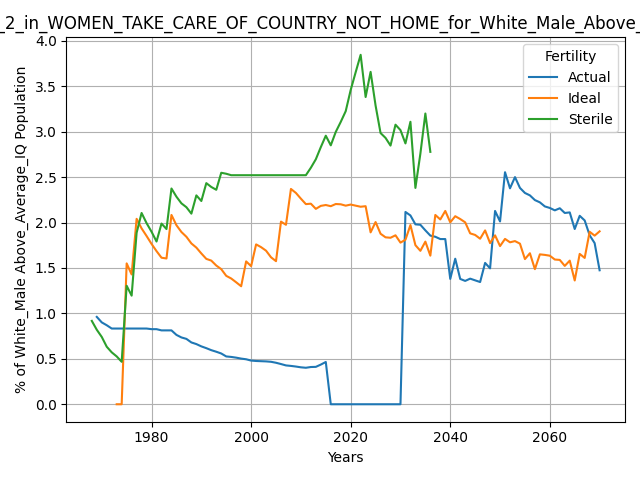 _2_in_WOMEN_TAKE_CARE_OF_COUNTRY_NOT_HOME_for_White_Male_Above_
Fertility
Actual
Ideal
Sterile
% of White_Male Above_Average_IQ Population
4.0
3.5
3.0
2.5
2.0
1.5
1.0
0.5
0.0
1980 2000 2020 2040 2060
Years